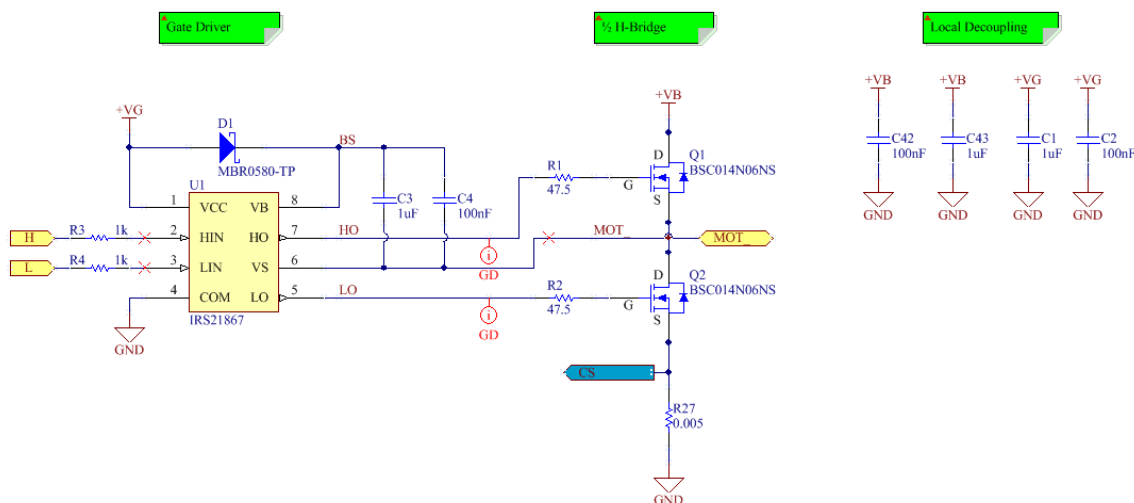 Gate Driver
½ H-Bridge
Local Decoupling
+VG
D1
BS
MBR0580-TP
U1
1
VCC
VB
8
H
R3
1k
2
HIN
HO
7
HO
L
R4
1k
3
LIN
VS
6
4
COM
LO
5
LO
IRS21867
GND
C3
1uF
C4
100nF
i
GD
i
GD
R1
47.5
R2
47.5
+VB
D
Q1
BSC014N06NS
G
S
MOT_
MOT_
D
Q2
BSC014N06NS
G
S
CS
R27
0.005
GND
+VB
C42
100nF
GND
+VB
C43
1uF
GND
+VG
C1
1uF
GND
+VG
C2
100nF
GND